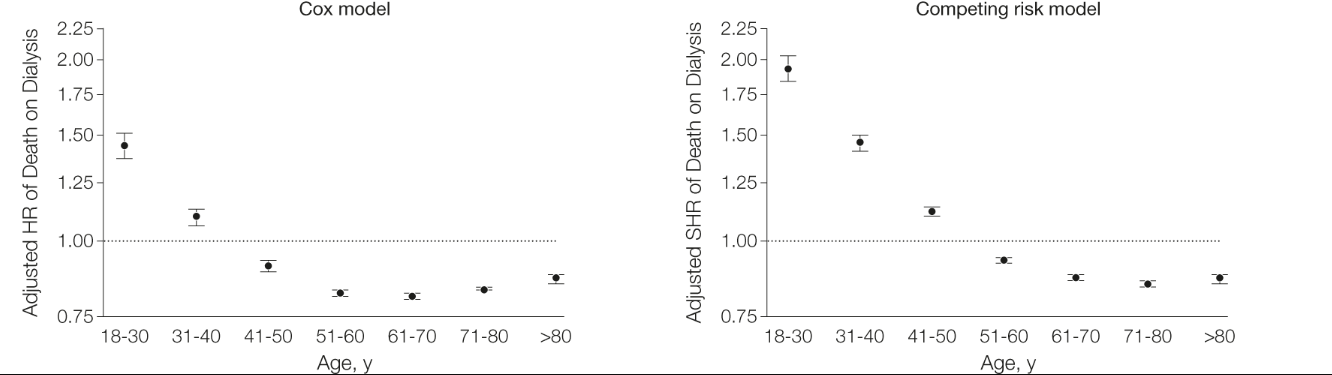 Cox model
Adjusted HR of Death on Dialysis
2.25
2.00
1.75
1.50
1.25
1.00
0.75
18-30 31-40 41-50 51-60 61-70 71-80 >80
Age, y
Competing risk model
Adjusted SHR of Death on Dialysis
2.25
2.00
1.75
1.50
1.25
1.00
0.75
18-30 31-40 41-50 51-60 61-70 71-80 >80
Age, y